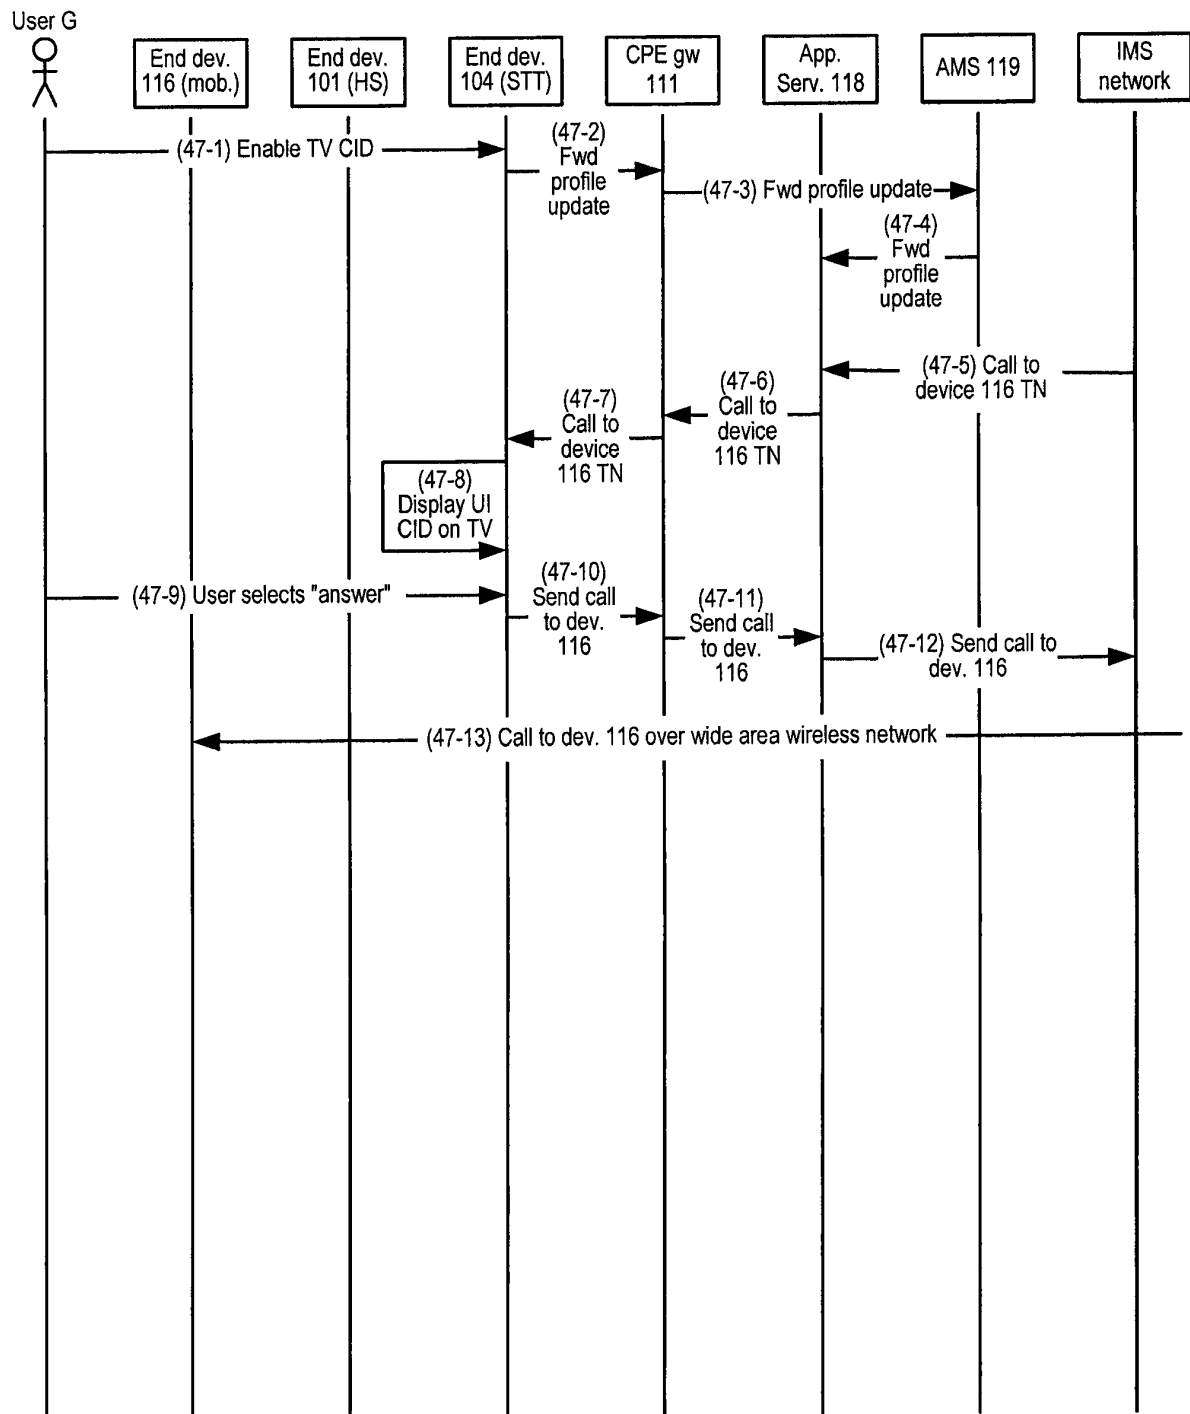 User G
End dev.
116 (mob.)
End dev.
101 (HS)
End dev.
104 (STT)
CPE gw
111
App.
Serv. 118
AMS 119
IMS
network
(47-1) Enable TV CID
(47-2)
Fwd
profile
update
(47-3) Fwd profile update
(47-4)
Fwd
profile
update
(47-5) Call to
device 116 TN
(47-6)
Call to
device
116 TN
(47-7)
Call to
device
116 TN
(47-8)
Display UI
CID on TV
(47-9) User selects "answer"
(47-10)
Send call
to dev.
116
(47-11)
Send call
to dev.
116
(47-12) Send call to
dev. 116
(47-13) Call to dev. 116 over wide area wireless network